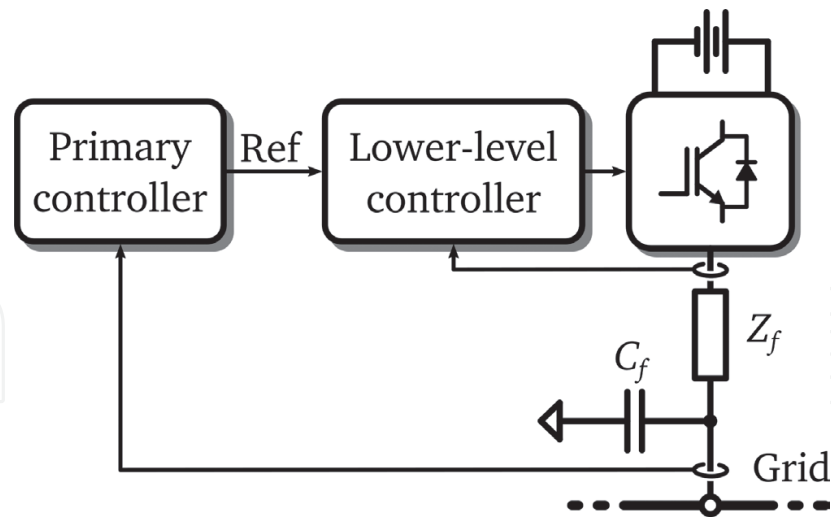 Primary
controller
Ref
Lower-level
controller
Z_f
C_f
Grid